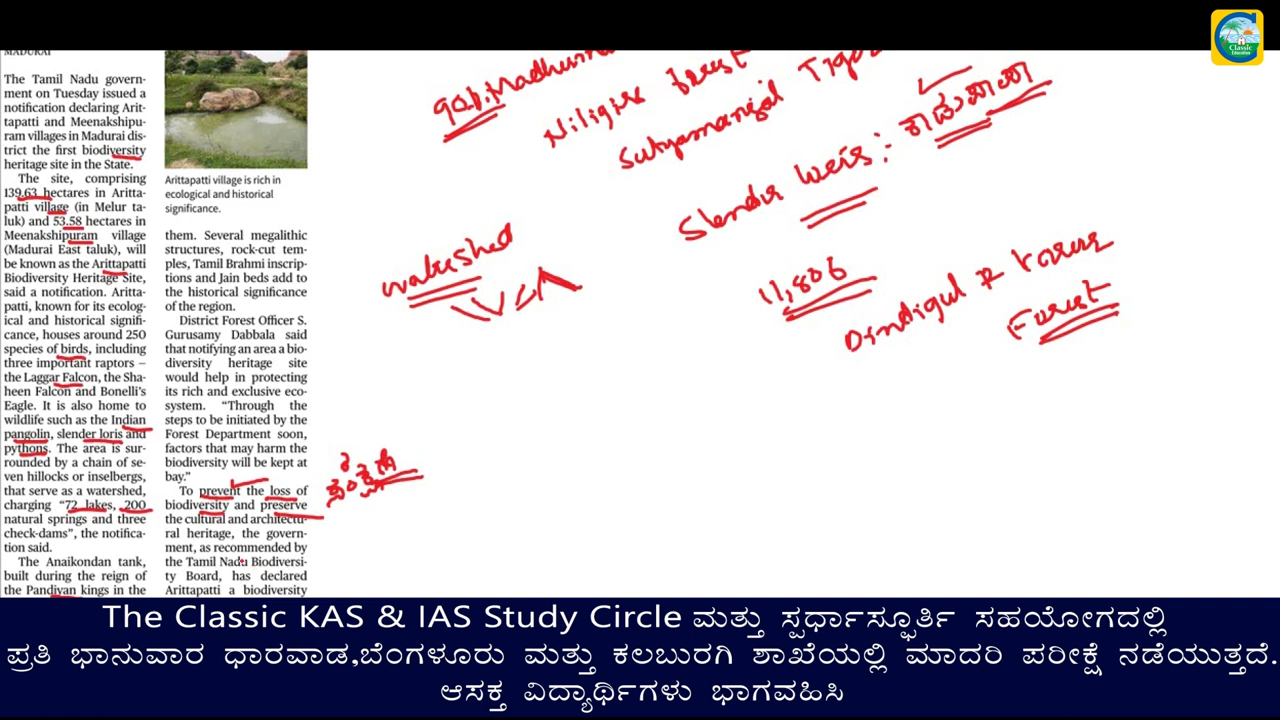 MADURAI
The Tamil Nadu govern-
ment on Tuesday issued a
notification declaring Arit-
tapatti and Meenakshipu-
ram villages in Madurai dis-
trict the first biodiversity
heritage site in the State.
The site, comprising
139.63 hectares in Aritta-
patti village (in Melur ta-
luk) and 53.58 hectares in
Meenakshipuram village
(Madurai East taluk), will
be known as the Arittapatti
Biodiversity Heritage Site,
said a notification. Aritta-
patti, known for its ecolog-
ical and historical signifi-
cance, houses around 250
species of birds, including
three important raptors –
the Laggar Falcon, the Sha-
heen Falcon and Bonelli's
Eagle. It is also home to
wildlife such as the Indian
pangolin, slender loris and
pythons. The area is sur-
rounded by a chain of se-
ven hillocks or inselbergs,
that serve as a watershed,
charging “72 lakes, 200
natural springs and three
check-dams”, the notifica-
tion said.
The Anaikondan tank,
built during the reign of
the Pandiyan kings in the
Arittapatti village is rich in
ecological and historical
significance.
them. Several megalithic
structures, rock-cut tem-
ples, Tamil Brahmi inscrip-
tions and Jain beds add to
the historical significance
of the region.
District Forest Officer S.
Gurusamy Dabbala said
that notifying an area a bio-
diversity heritage site
would help in protecting
its rich and exclusive eco-
system. “Through the
steps to be initiated by the
Forest Department soon,
factors that may harm the
biodiversity will be kept at
bay.”
To prevent the loss of
biodiversity and preserve
the cultural and architectu-
ral heritage, the govern-
ment, as recommended by
the Tamil Nadu Biodiversi-
ty Board, has declared
Arittapatti a biodiversity
Niligiri forest
Satyamangal
Slender
watershed
11,806
Dindigul
Forest
Classic
Education
The Classic KAS & IAS Study Circle ಮತ್ತು ಸ್ಪರ್ಧಾಸ್ಫೂರ್ತಿ ಸಹಯೋಗದಲ್ಲಿ
ಪ್ರತಿ ಭಾನುವಾರ ಧಾರವಾಡ,ಬೆಂಗಳೂರು ಮತ್ತು ಕಲಬುರಗಿ ಶಾಖೆಯಲ್ಲಿ ಮಾದರಿ ಪರೀಕ್ಷೆ ನಡೆಯುತ್ತದೆ.
ಆಸಕ್ತ ವಿದ್ಯಾರ್ಥಿಗಳು ಭಾಗವಹಿಸಿ